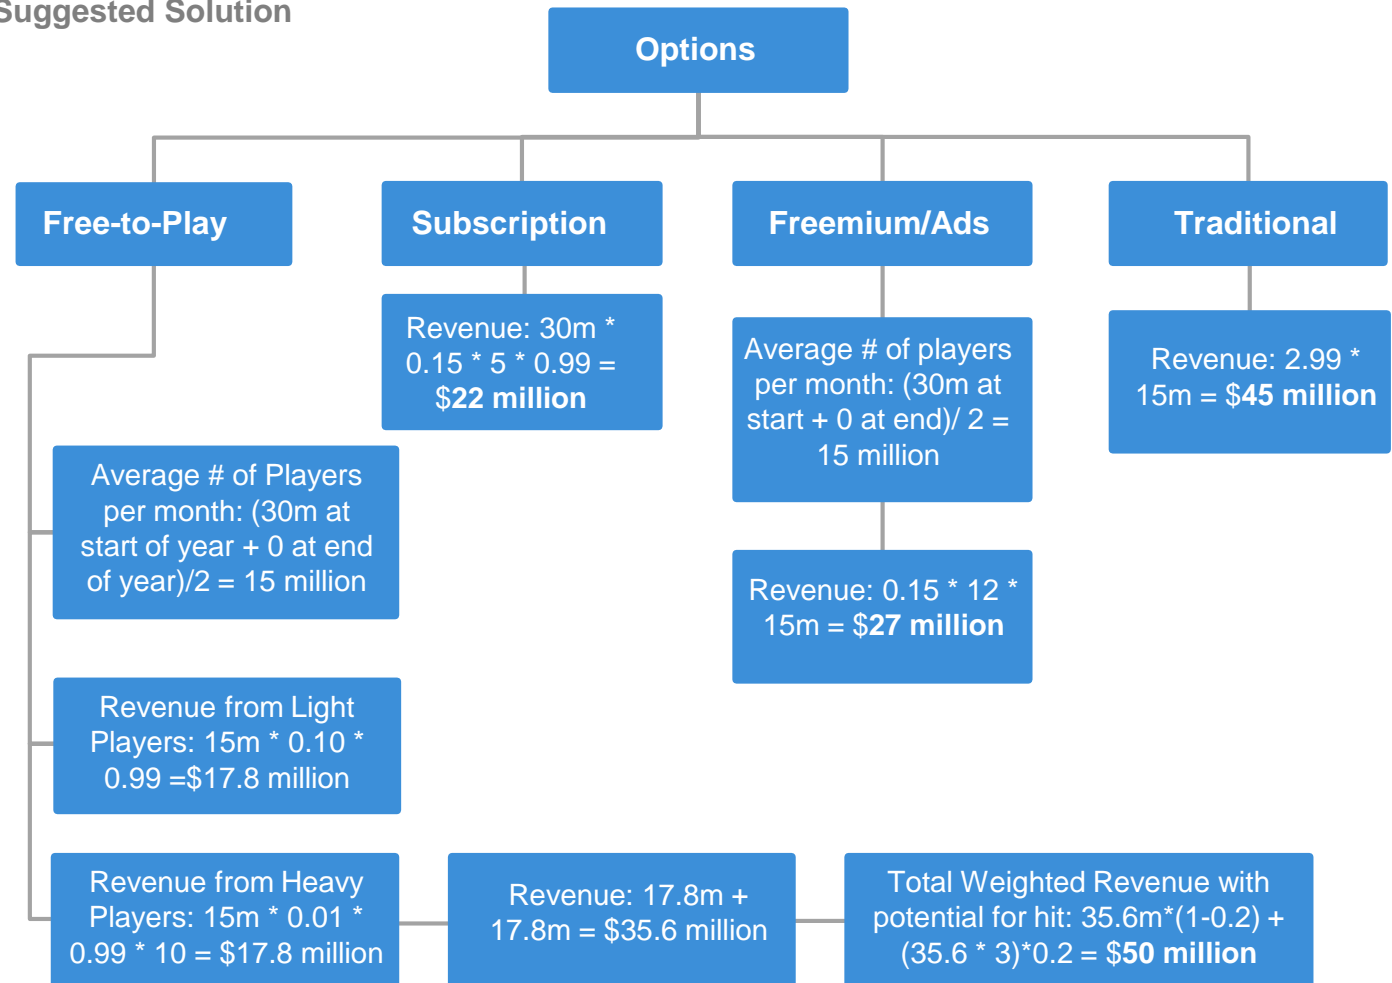 Suggested Solution
Options
Free-to-Play
Subscription
Freemium/Ads
Traditional
Revenue: 30m *
0.15 * 5 * 0.99 =
$22 million
Average # of players
per month: (30m at
start + 0 at end)/ 2 =
15 million
Revenue: 2.99 *
15m = $45 million
Average # of Players
per month: (30m at
start of year + 0 at end
of year)/2 = 15 million
Revenue: 0.15 * 12 *
15m = $27 million
Revenue from Light
Players: 15m * 0.10 *
0.99 =$17.8 million
Revenue from Heavy
Players: 15m * 0.01 *
0.99 * 10 = $17.8 million
Revenue: 17.8m +
17.8m = $35.6 million
Total Weighted Revenue with
potential for hit: 35.6m*(1-0.2) +
(35.6 * 3)*0.2 = $50 million